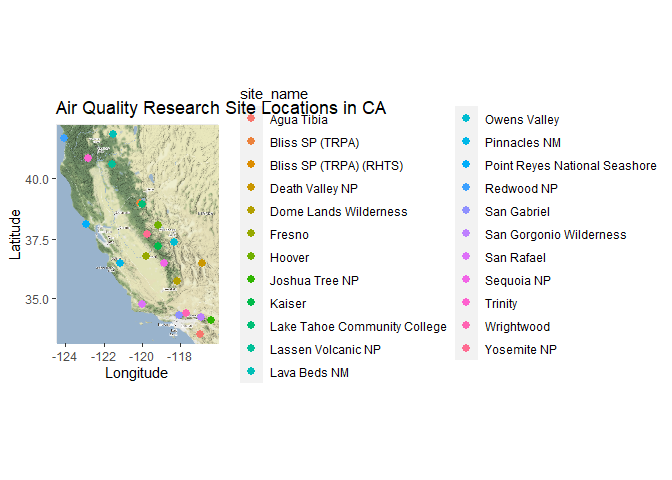 site_name
Air Quality Research Site Locations in CA
Agua Tibia
Bliss SP (TRPA)
Bliss SP (TRPA) (RHTS)
Death Valley NP
Dome Lands Wilderness
Fresno
Hoover
Joshua Tree NP
Kaiser
Lake Tahoe Community College
Lassen Volcanic NP
Lava Beds NM
Owens Valley
Pinnacles NM
Point Reyes National Seashore
Redwood NP
San Gabriel
San Gorgonio Wilderness
San Rafael
Sequoia NP
Trinity
Wrightwood
Yosemite NP
Latitude
40.0
37.5
35.0
-124 -122 -120 -118
Longitude